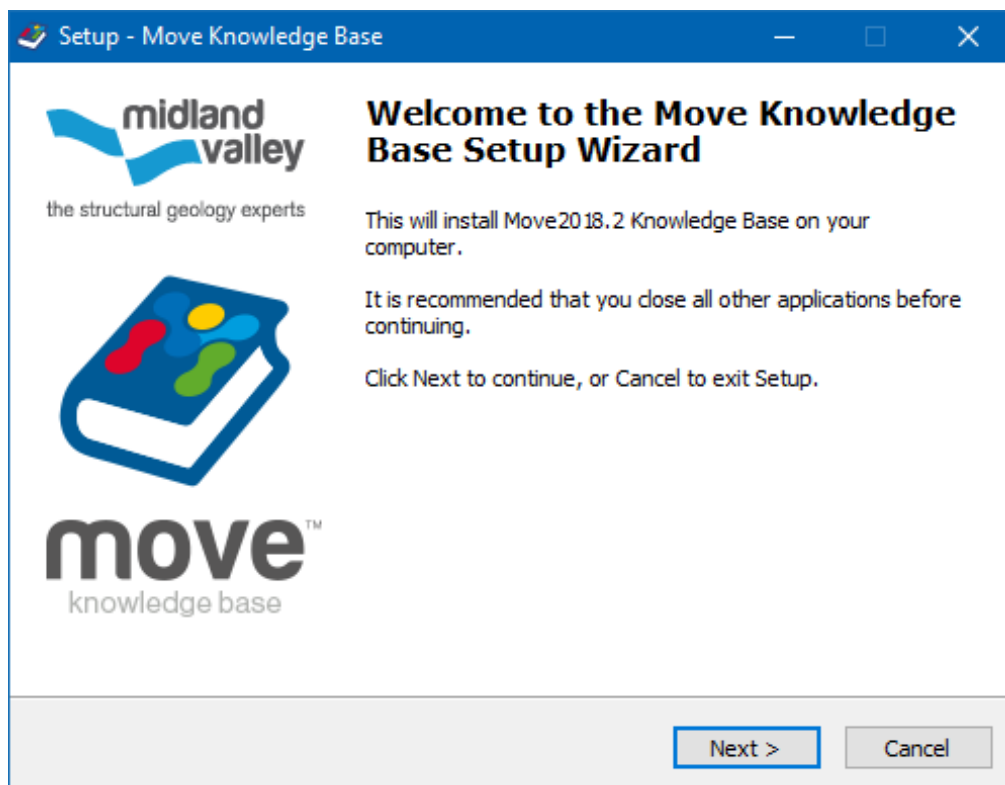 Setup - Move Knowledge Base
midland
valley
the structural geology experts
move™
knowledge base
Welcome to the Move Knowledge
Base Setup Wizard
This will install Move2018.2 Knowledge Base on your
computer.
It is recommended that you close all other applications before
continuing.
Click Next to continue, or Cancel to exit Setup.
Next >
Cancel